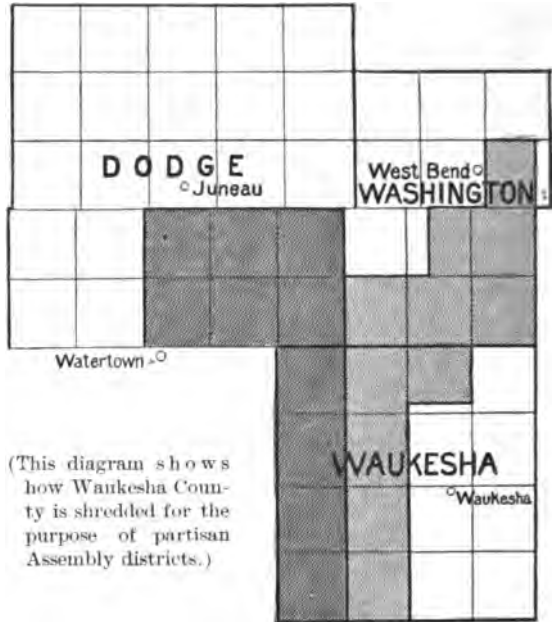 DODGE
Juneau
West Bend
WASHINGTON
Watertown
(This diagram shows
how Waukesha Coun-
ty is shredded for the
purpose of partisan
Assembly districts.)
WAUKESHA
Waukesha